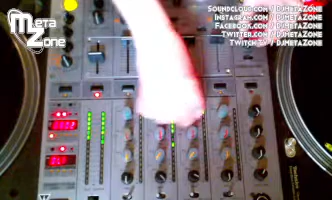 Meta
Zone
Soundcloud.com / DjMetaZone
Instagram.com / DjMetaZone
Facebook.com / DjMetaZone
Twitter.com / DjMetaZone
Twitch.tv / DjMetaZone